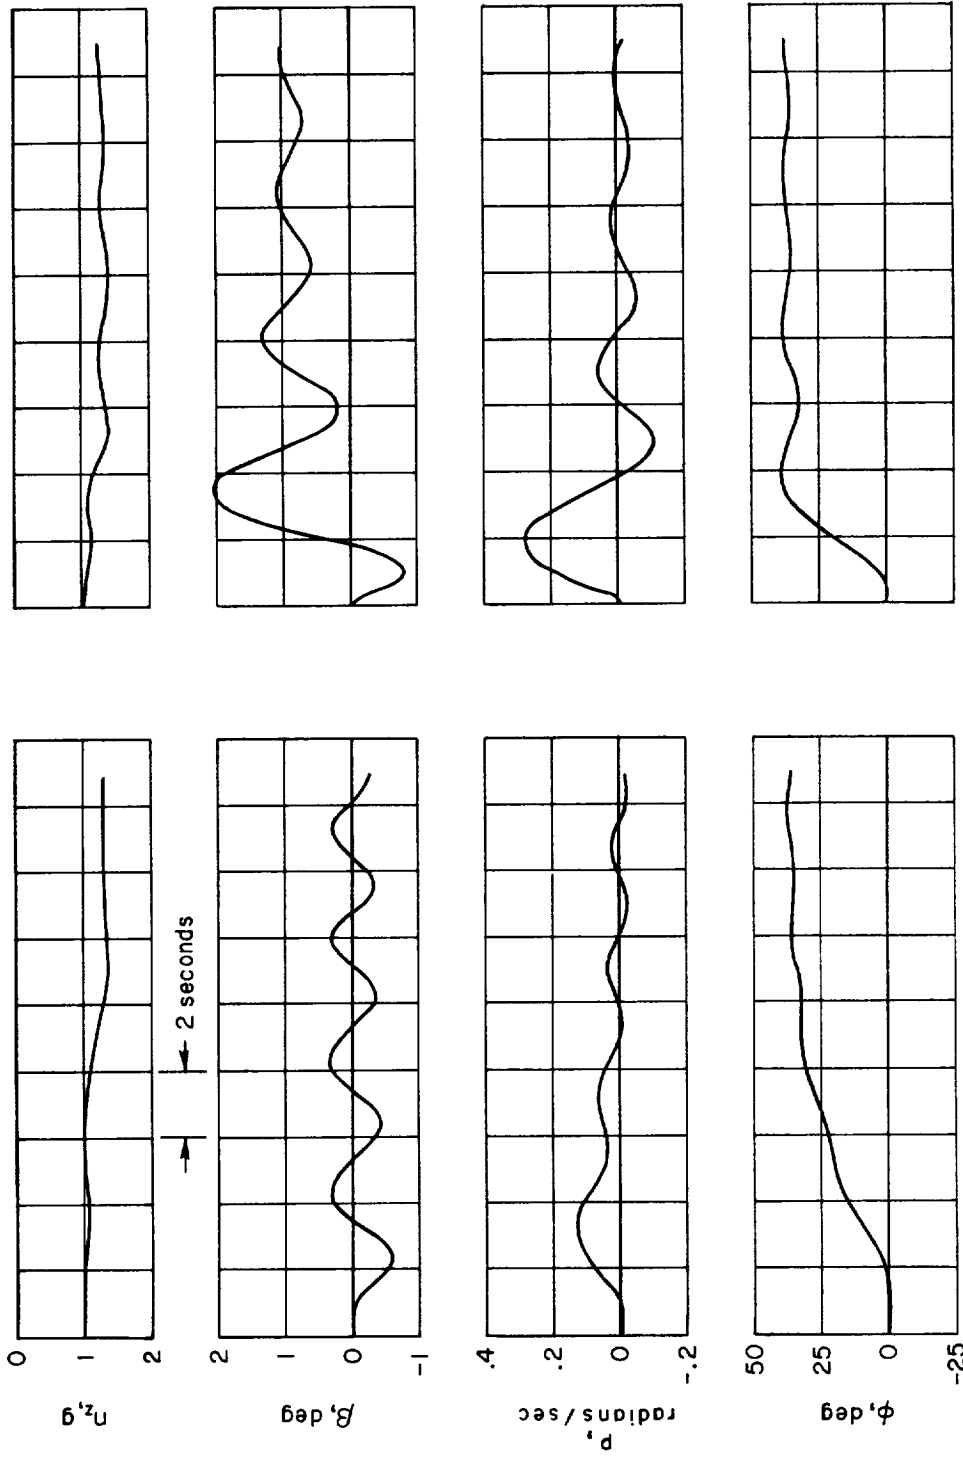 n_z, g
0
1
2
2 seconds
β, deg
2
1
0
-1
p,
radians/sec
.4
.2
0
-.2
φ, deg
50
25
0
-25